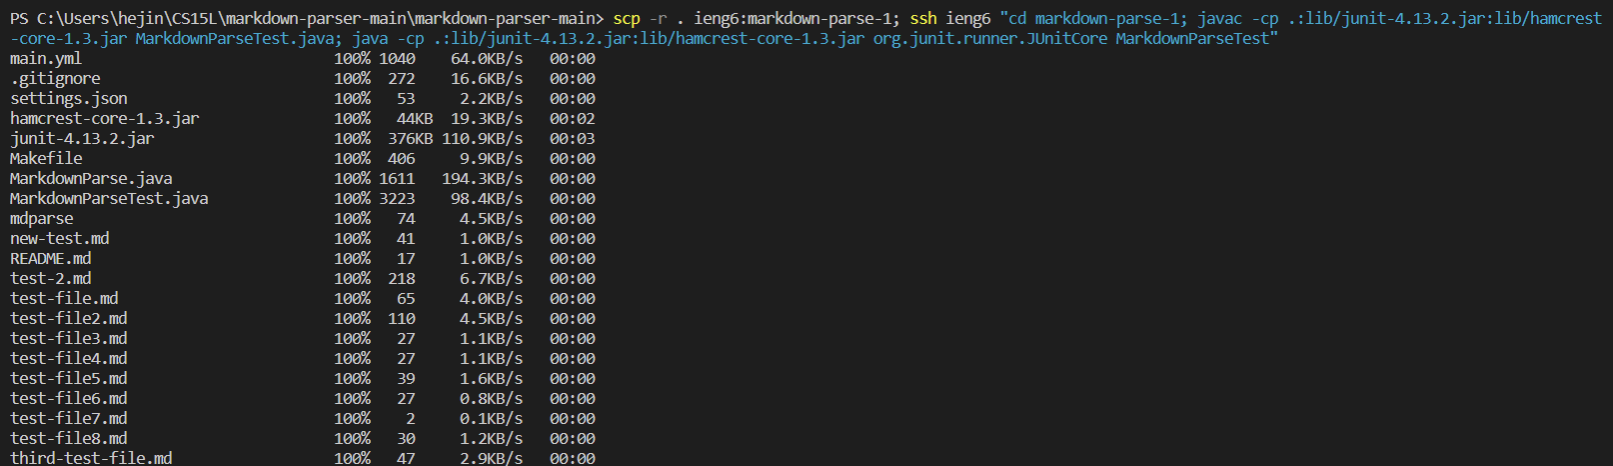 PS C:\Users\hejin\CS15L\markdown-parser-main\markdown-parser-main> scp -r . ieng6:markdown-parse-1; ssh ieng6 "cd markdown-parse-1; javac -cp .:lib/junit-4.13.2.jar:lib/hamcrest
-core-1.3.jar MarkdownParseTest.java; java -cp .:lib/junit-4.13.2.jar:lib/hamcrest-core-1.3.jar org.junit.runner.JUnitCore MarkdownParseTest"
main.yml 100% 1040 64.0KB/s 00:00
.gitignore 100% 272 16.6KB/s 00:00
settings.json 100% 53 2.2KB/s 00:00
hamcrest-core-1.3.jar 100% 44KB 19.3KB/s 00:02
junit-4.13.2.jar 100% 376KB 110.9KB/s 00:03
Makefile 100% 406 9.9KB/s 00:00
MarkdownParse.java 100% 1611 194.3KB/s 00:00
MarkdownParseTest.java 100% 3223 98.4KB/s 00:00
mdparse 100% 74 4.5KB/s 00:00
new-test.md 100% 41 1.0KB/s 00:00
README.md 100% 17 1.0KB/s 00:00
test-2.md 100% 218 6.7KB/s 00:00
test-file.md 100% 65 4.0KB/s 00:00
test-file2.md 100% 110 4.5KB/s 00:00
test-file3.md 100% 27 1.1KB/s 00:00
test-file4.md 100% 27 1.1KB/s 00:00
test-file5.md 100% 39 1.6KB/s 00:00
test-file6.md 100% 27 0.8KB/s 00:00
test-file7.md 100% 2 0.1KB/s 00:00
test-file8.md 100% 30 1.2KB/s 00:00
third-test-file.md 100% 47 2.9KB/s 00:00